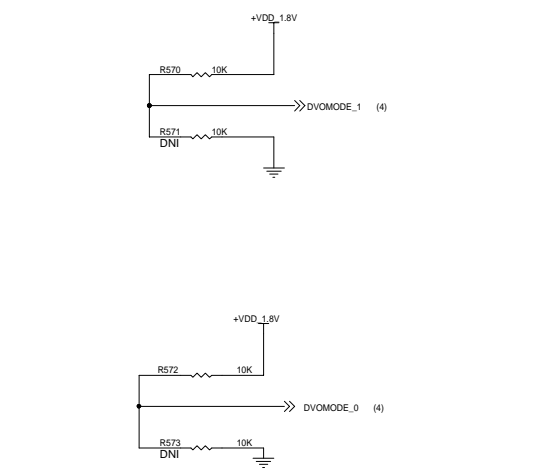 +VDD_1.8V
R570 10K
DVOMODE_1 (4)
R571 10K
DNI
+VDD_1.8V
R572 10K
DVOMODE_0 (4)
R573 10K
DNI